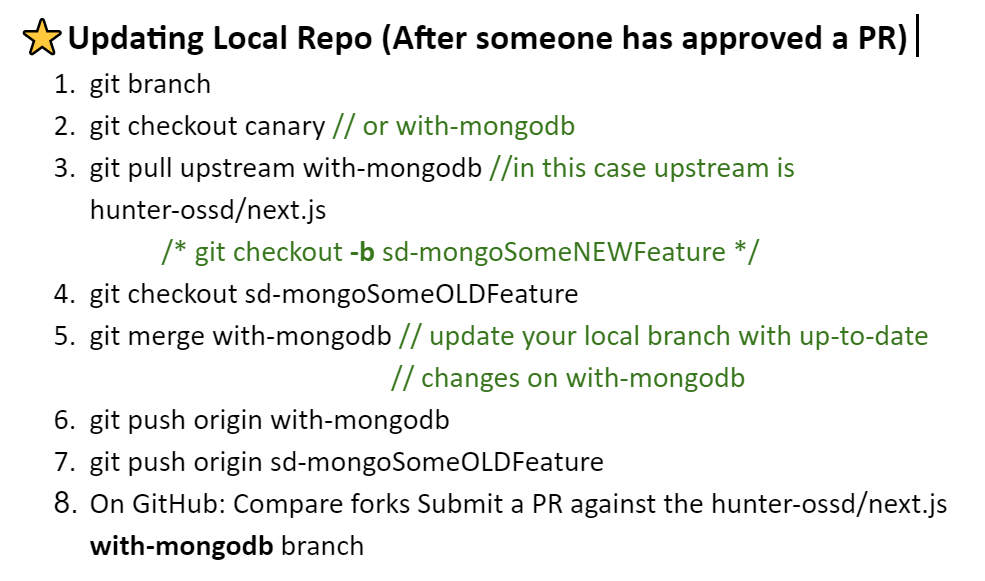 Updating Local Repo (After someone has approved a PR)
1. git branch
2. git checkout canary // or with-mongodb
3. git pull upstream with-mongodb //in this case upstream is
hunter-ossd/next.js
/* git checkout -b sd-mongoSomeNEWFeature */
4. git checkout sd-mongoSomeOLDFeature
5. git merge with-mongodb // update your local branch with up-to-date
// changes on with-mongodb
6. git push origin with-mongodb
7. git push origin sd-mongoSomeOLDFeature
8. On GitHub: Compare forks Submit a PR against the hunter-ossd/next.js
with-mongodb branch